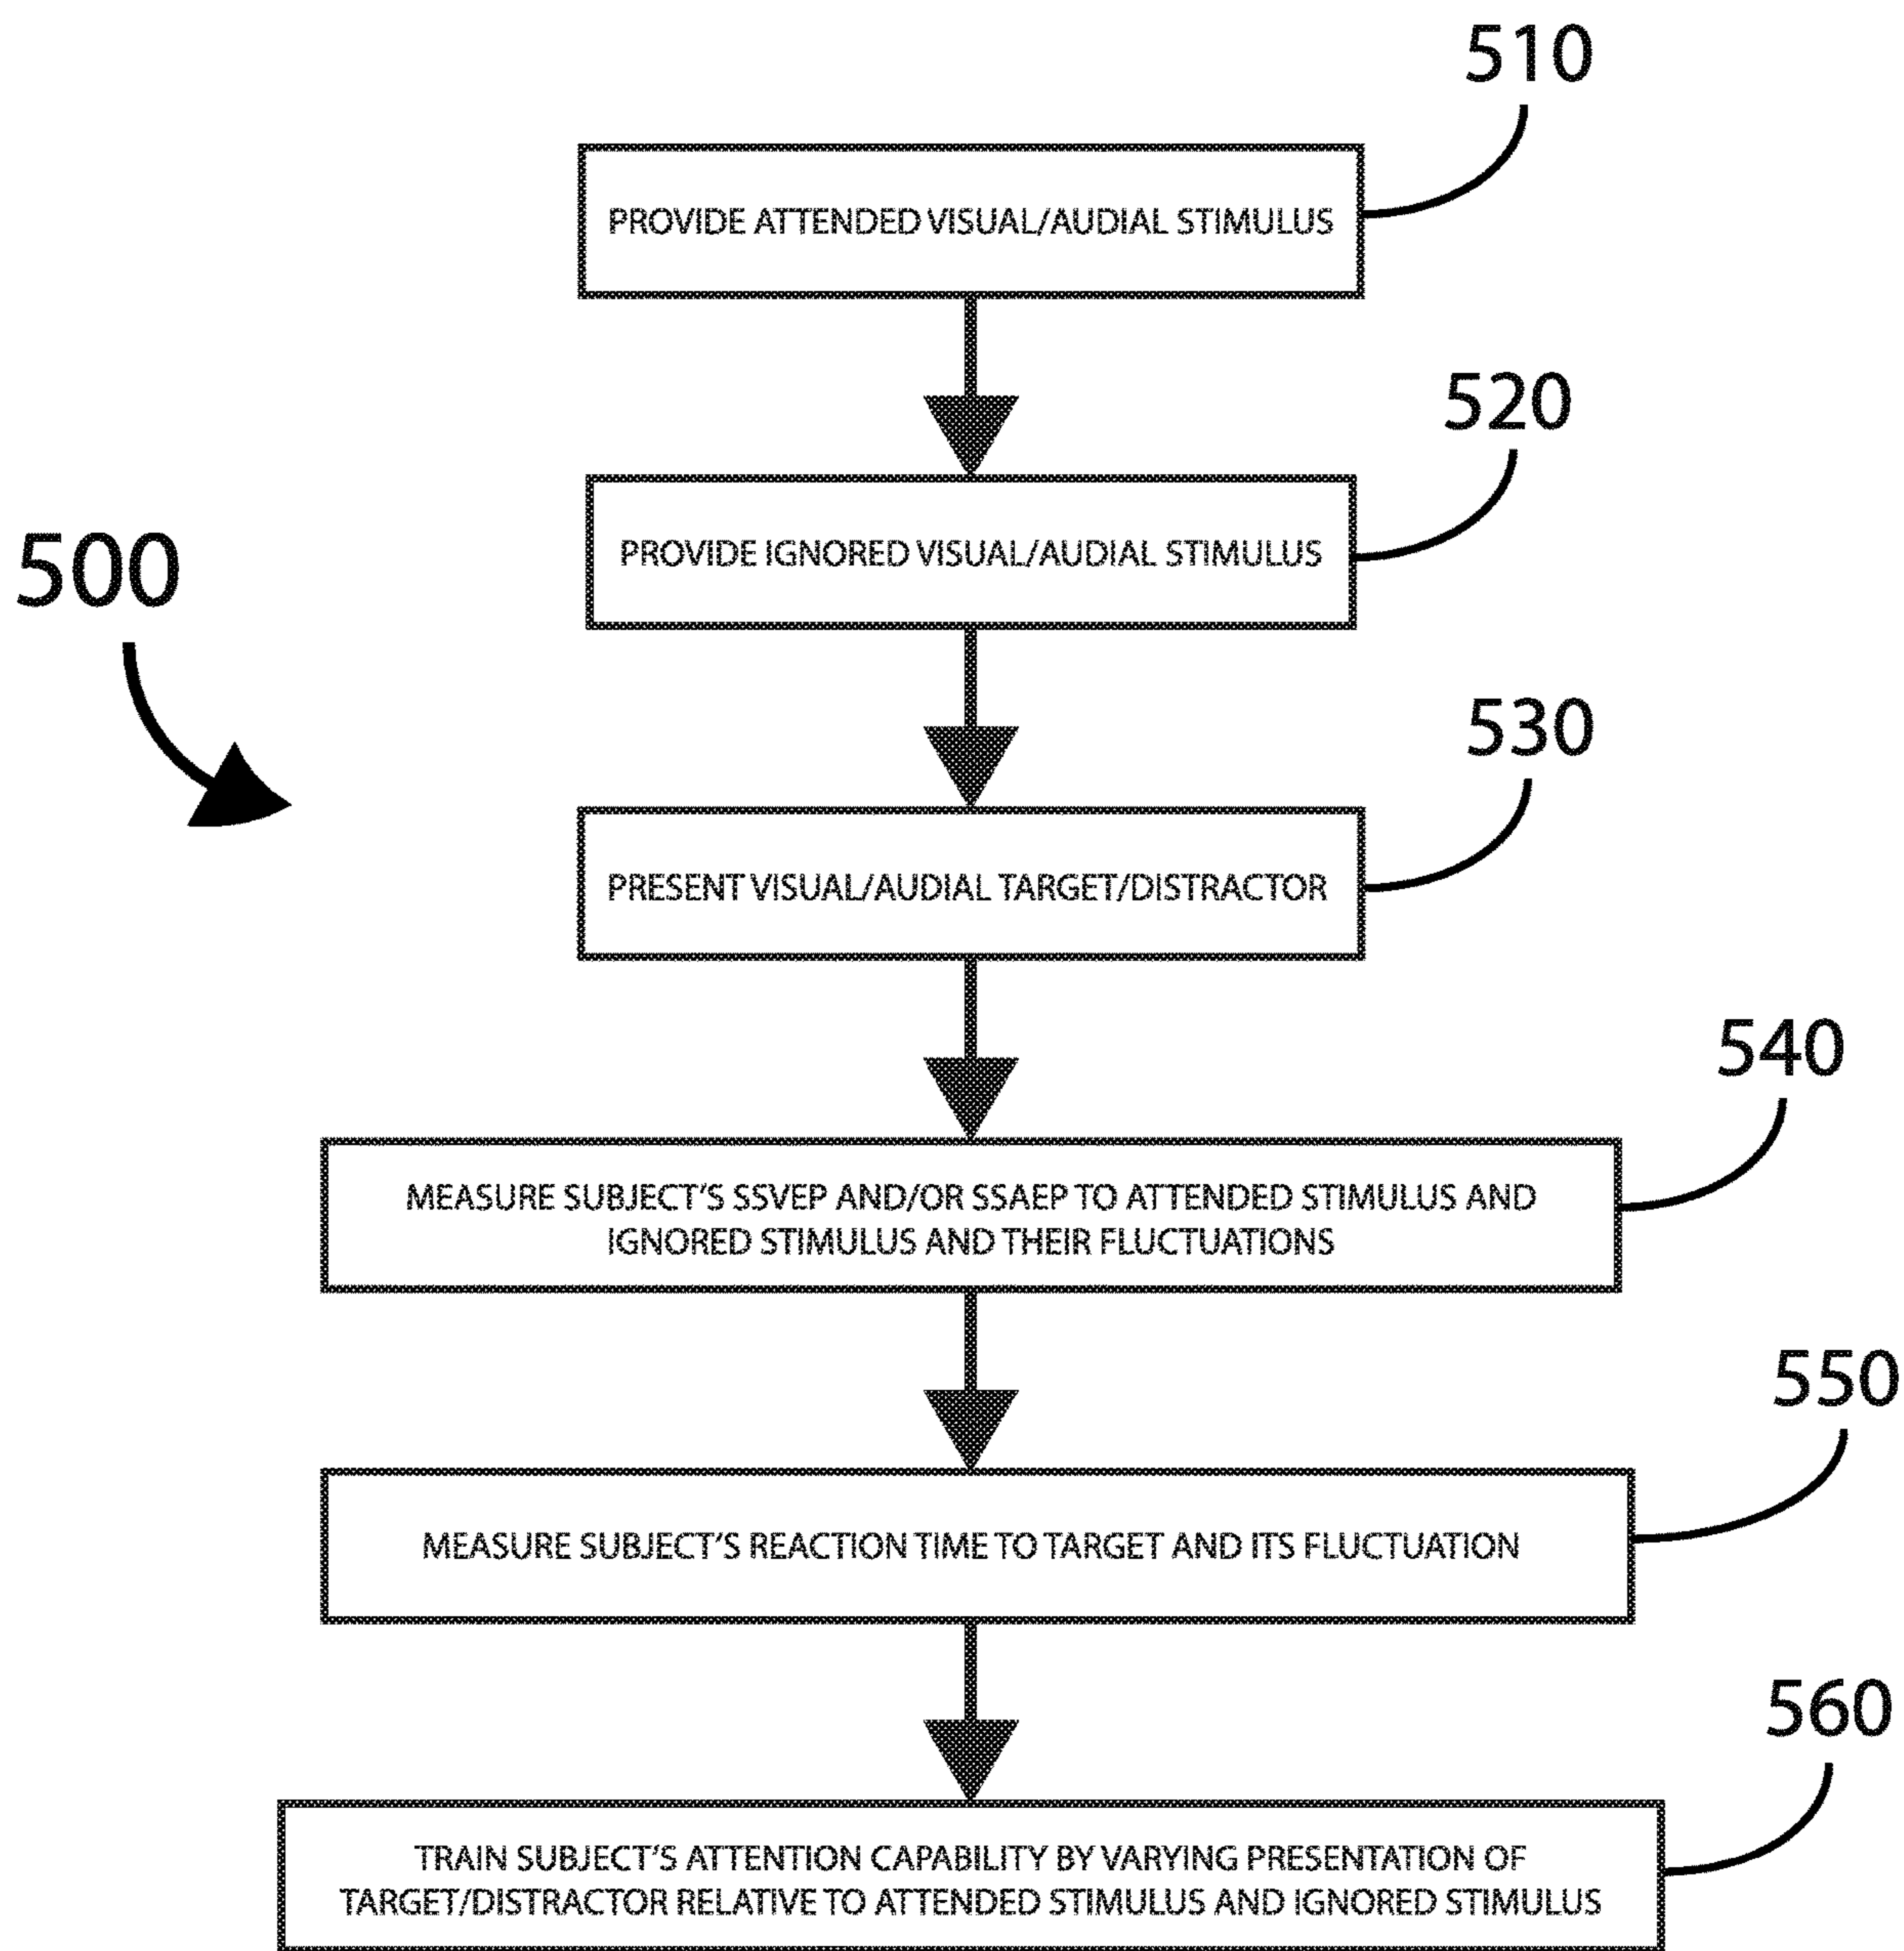 510
PROVIDE ATTENDED VISUAL/AUDIAL STIMULUS
520
PROVIDE IGNORED VISUAL/AUDIAL STIMULUS
500
530
PRESENT VISUAL/AUDIAL TARGET/DISTRACTOR
540
MEASURE SUBJECT'S SSVEP AND/OR SSAEP TO ATTENDED STIMULUS AND
IGNORED STIMULUS AND THEIR FLUCTUATIONS
550
MEASURE SUBJECT'S REACTION TIME TO TARGET AND ITS FLUCTUATION
560
TRAIN SUBJECT'S ATTENTION CAPABILITY BY VARYING PRESENTATION OF
TARGET/DISTRACTOR RELATIVE TO ATTENDED STIMULUS AND IGNORED STIMULUS